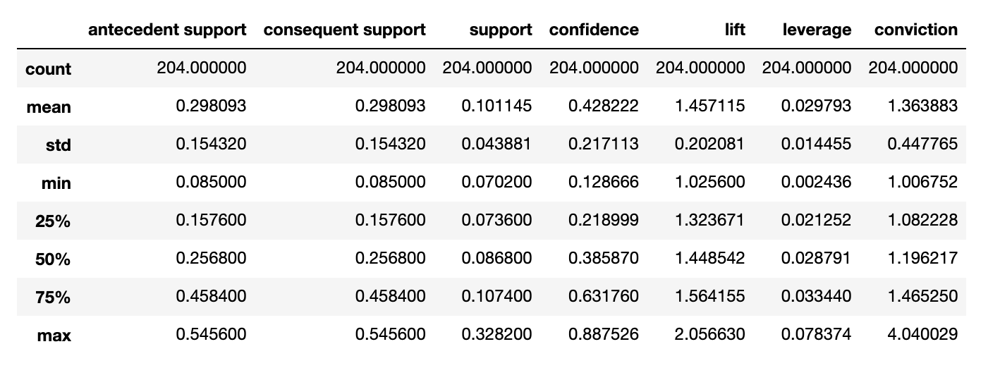 antecedent support consequent support support confidence lift leverage conviction
count 204.000000 204.000000 204.000000 204.000000 204.000000 204.000000 204.000000
mean 0.298093 0.298093 0.101145 0.428222 1.457115 0.029793 1.363883
std 0.154320 0.154320 0.043881 0.217113 0.202081 0.014455 0.447765
min 0.085000 0.085000 0.070200 0.128666 1.025600 0.002436 1.006752
25% 0.157600 0.157600 0.073600 0.218999 1.323671 0.021252 1.082228
50% 0.256800 0.256800 0.086800 0.385870 1.448542 0.028791 1.196217
75% 0.458400 0.458400 0.107400 0.631760 1.564155 0.033440 1.465250
max 0.545600 0.545600 0.328200 0.887526 2.056630 0.078374 4.040029